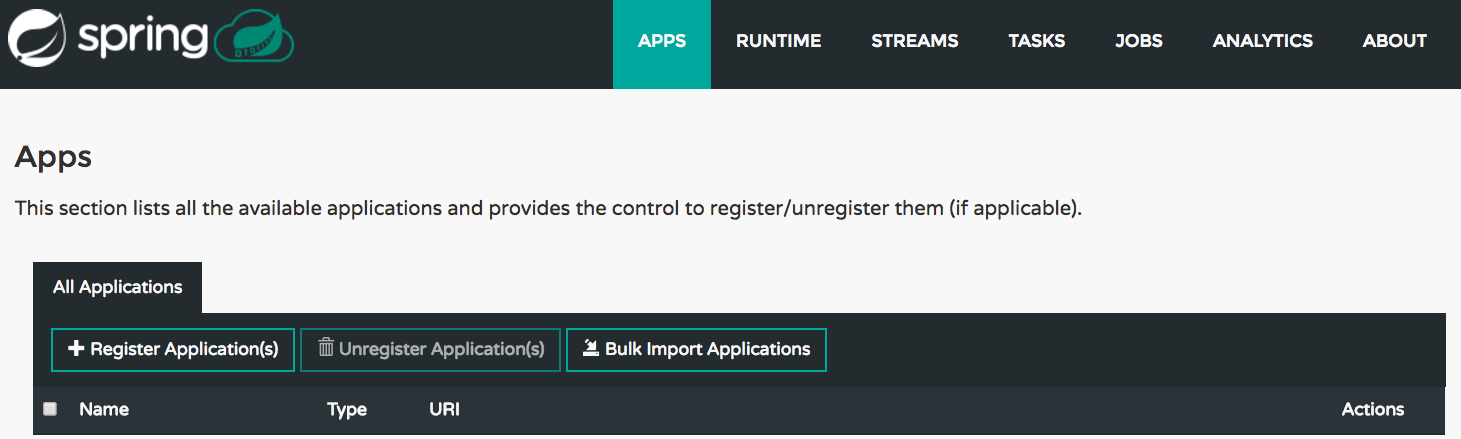 spring
APPS RUNTIME STREAMS TASKS JOBS ANALYTICS ABOUT
Apps
This section lists all the available applications and provides the control to register/unregister them (if applicable).
All Applications
Register Application(s) Unregister Application(s) Bulk Import Applications
Name Type URI Actions